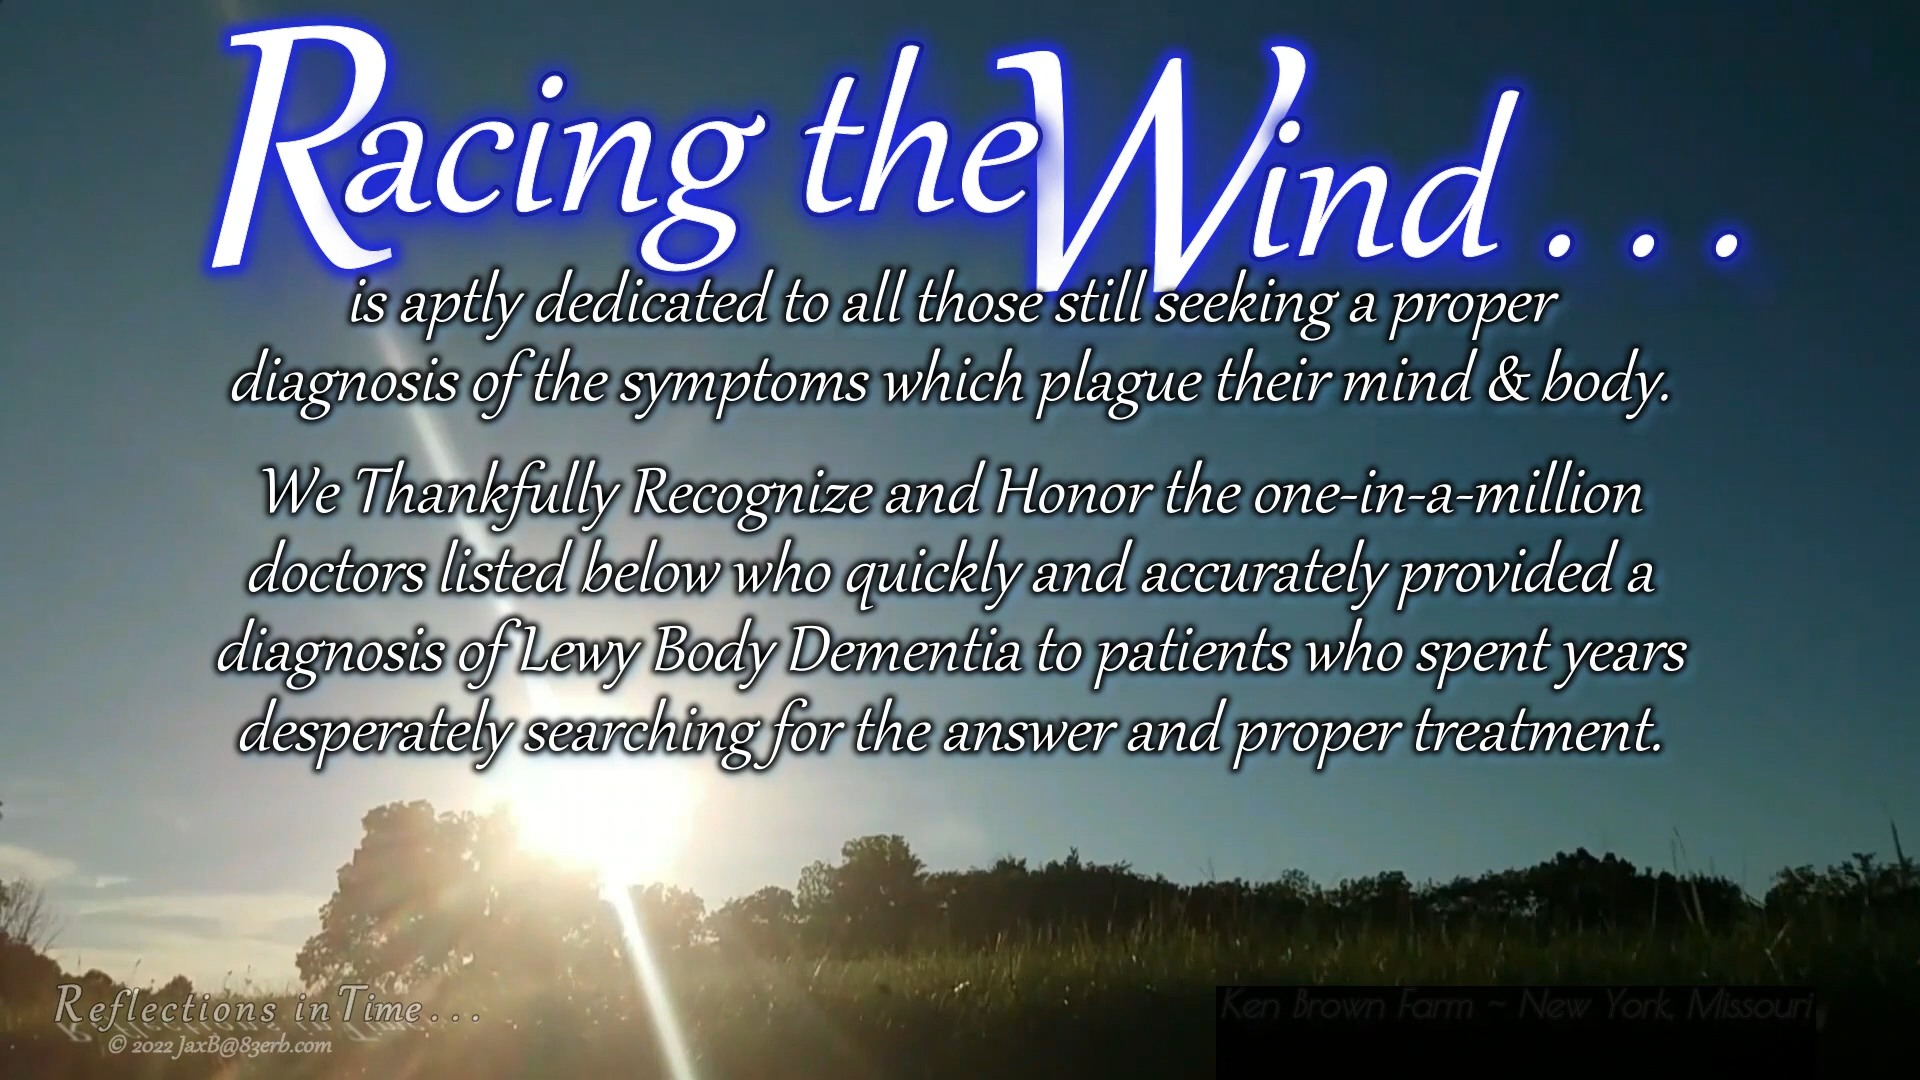 Racing the Wind . . .
is aptly dedicated to all those still seeking a proper
diagnosis of the symptoms which plague their mind & body.
We Thankfully Recognize and Honor the one-in-a-million
doctors listed below who quickly and accurately provided a
diagnosis of Lewy Body Dementia to patients who spent years
desperately searching for the answer and proper treatment.
Reflections in Time . . .
© 2022 JaxB@83erb.com
Ken Brown Farm ~ New York, Missouri